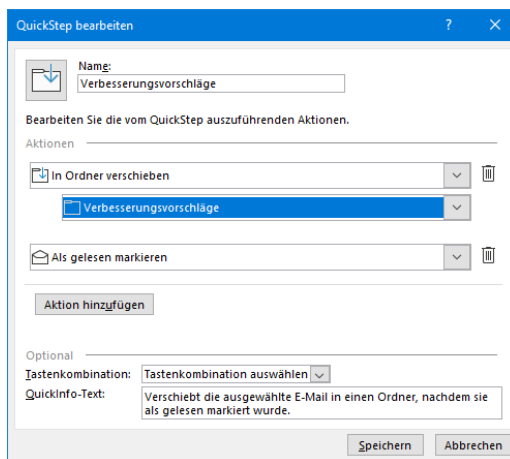 QuickStep bearbeiten ?
Name:
Verbesserungsvorschläge
Bearbeiten Sie die vom QuickStep auszuführenden Aktionen.
Aktionen
In Ordner verschieben
Verbesserungsvorschläge
Als gelesen markieren
Aktion hinzufügen
Optional
Tastenkombination: Tastenkombination auswählen
QuickInfo-Text: Verschiebt die ausgewählte E-Mail in einen Ordner, nachdem sie
als gelesen markiert wurde.
Speichern Abbrechen